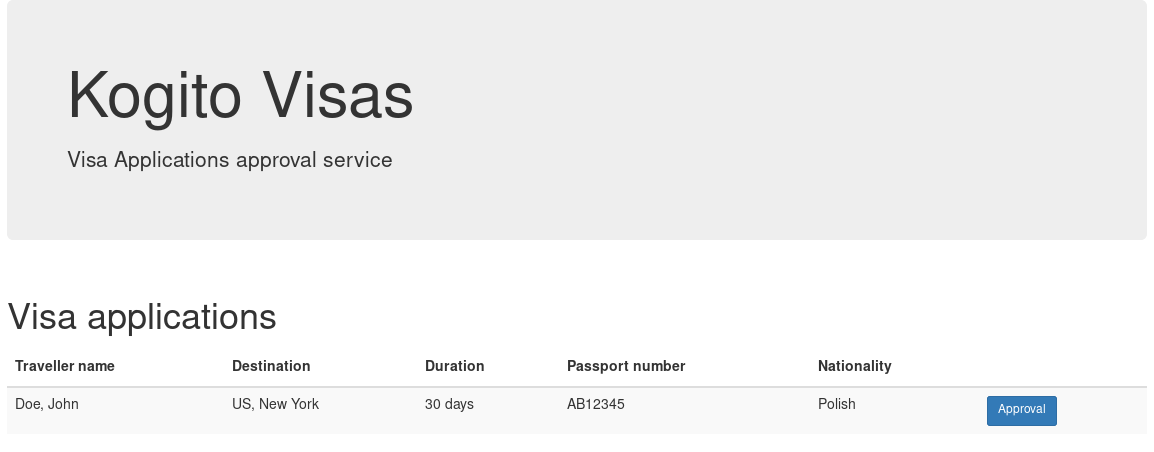 Kogito Visas
Visa Applications approval service
Visa applications
Traveller name Destination Duration Passport number Nationality
Doe, John US, New York 30 days AB12345 Polish Approval